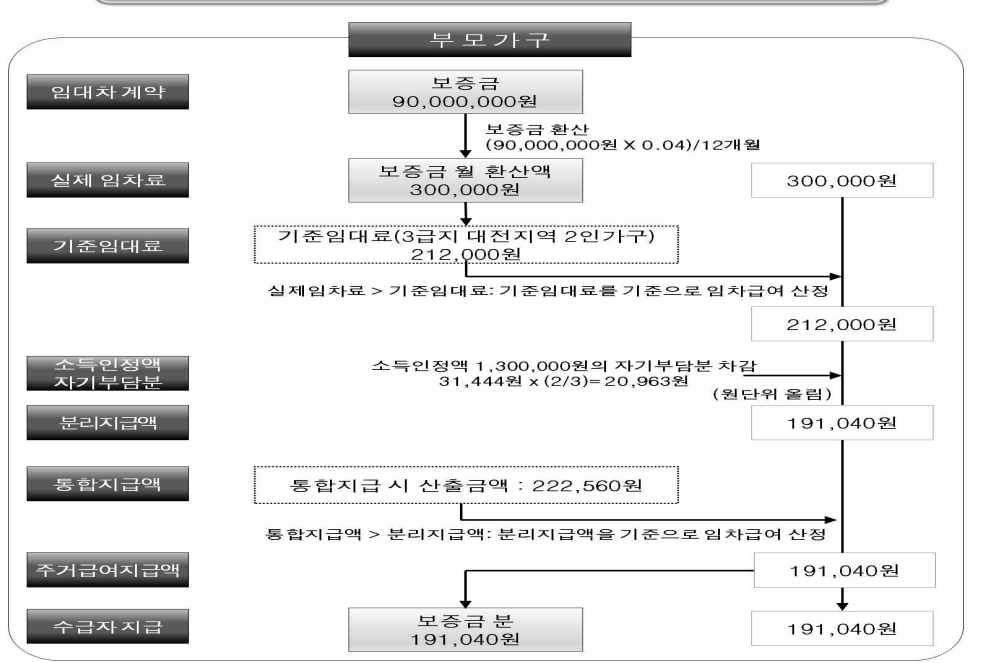 부모가구
임대차 계약
보증금
90,000,000원
보증금 환산
(90,000,000원 X 0.04)/12개월
실제 임차료
보증금 월 환산액
300,000원
300,000원
기준임대료
기준임대료(3급지 대전지역 2인가구)
212,000원
실제임차료 > 기준임대료: 기준임대료를 기준으로 임차급여 산정
212,000원
소득인정액
자기부담분
소득인정액 1,300,000원의 자기부담분 차감
31,444원 x (2/3)= 20,963원
(원단위 올림)
분리지급액
191,040원
통합지급액
통합지급 시 산출금액 : 222,560원
통합지급액 > 분리지급액: 분리지급액을 기준으로 임차급여 산정
주거급여지급액
191,040원
수급자 지급
보증금 분
191,040원
191,040원